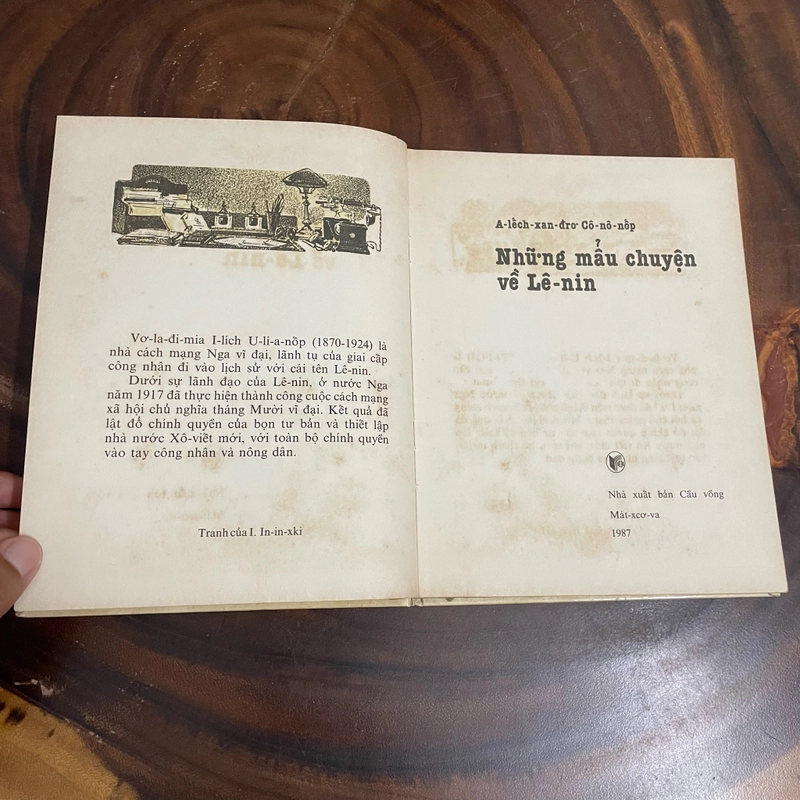 Vơ-la-đi-mia I-lích U-li-a-nốp (1870-1924) là
nhà cách mạng Nga vĩ đại, lãnh tụ của giai cấp
công nhân đi vào lịch sử với cái tên Lê-nin.
Dưới sự lãnh đạo của Lê-nin, ở nước Nga
năm 1917 đã thực hiện thành công cuộc cách mạng
xã hội chủ nghĩa tháng Mười vĩ đại. Kết quả đã
lật đổ chính quyền của bọn tư bản và thiết lập
nhà nước Xô-viết mới, với toàn bộ chính quyền
vào tay công nhân và nông dân.
Tranh của I. In-in-xki
A-lếch-xan-đrơ Cô-nô-nốp
Những mẩu chuyện
về Lê-nin
Nhà xuất bản Cầu vồng
Mát-xcơ-va
1987